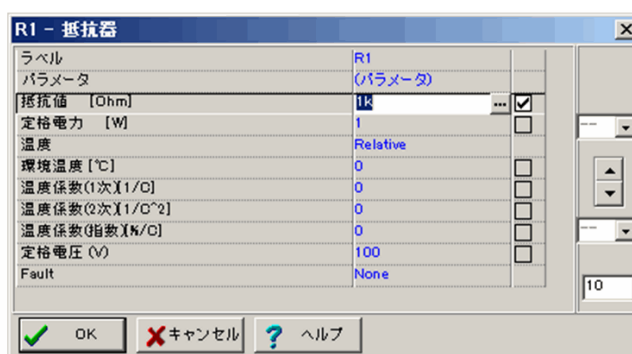 R1 - 抵抗器
ラベル R1
パラメータ (パラメータ)
抵抗値 [Ohm] 1k ...
定格電力 [W] 1
温度 Relative
環境温度 [℃] 0
温度係数(1次)[1/C] 0
温度係数(2次)[1/C^2] 0
温度係数(指数)[%/C] 0
定格電圧 (V) 100
Fault None
--
--
10
OK キャンセル ? ヘルプ